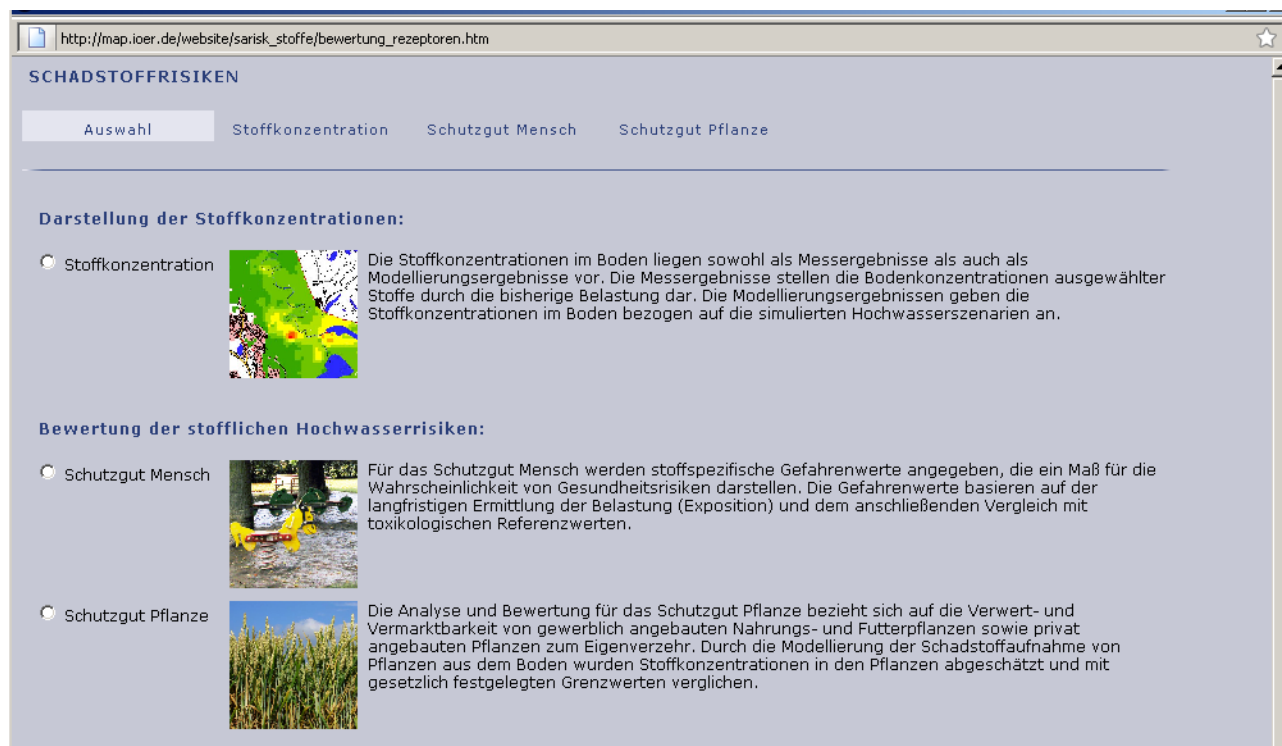 http://map.ioer.de/website/sarisk_stoffe/bewertung_rezeptoren.htm
SCHADSTOFFRISIKEN
Auswahl Stoffkonzentration Schutzgut Mensch Schutzgut Pflanze
Darstellung der Stoffkonzentrationen:
Stoffkonzentration
Die Stoffkonzentrationen im Boden liegen sowohl als Messergebnisse als auch als
Modellierungsergebnisse vor. Die Messergebnisse stellen die Bodenkonzentrationen ausgewählter
Stoffe durch die bisherige Belastung dar. Die Modellierungsergebnissen geben die
Stoffkonzentrationen im Boden bezogen auf die simulierten Hochwasserszenarien an.
Bewertung der stofflichen Hochwasserrisiken:
Schutzgut Mensch
Für das Schutzgut Mensch werden stoffspezifische Gefahrenwerte angegeben, die ein Maß für die
Wahrscheinlichkeit von Gesundheitsrisiken darstellen. Die Gefahrenwerte basieren auf der
langfristigen Ermittlung der Belastung (Exposition) und dem anschließenden Vergleich mit
toxikologischen Referenzwerten.
Schutzgut Pflanze
Die Analyse und Bewertung für das Schutzgut Pflanze bezieht sich auf die Verwert- und
Vermarktbarkeit von gewerblich angebauten Nahrungs- und Futterpflanzen sowie privat
angebauten Pflanzen zum Eigenverzehr. Durch die Modellierung der Schadstoffaufnahme von
Pflanzen aus dem Boden wurden Stoffkonzentrationen in den Pflanzen abgeschätzt und mit
gesetzlich festgelegten Grenzwerten verglichen.